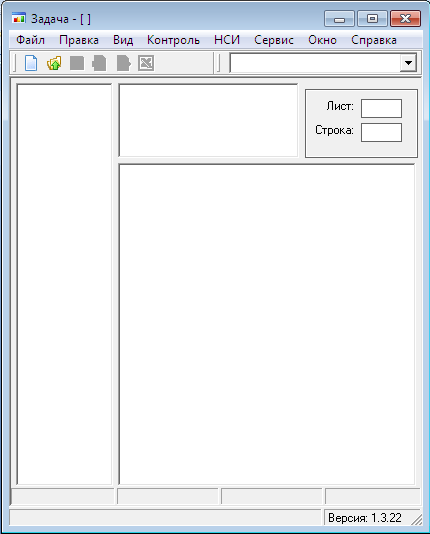 Задача - [ ]
Файл Правка Вид Контроль НСИ Сервис Окно Справка
Лист:
Строка:
Версия: 1.3.22